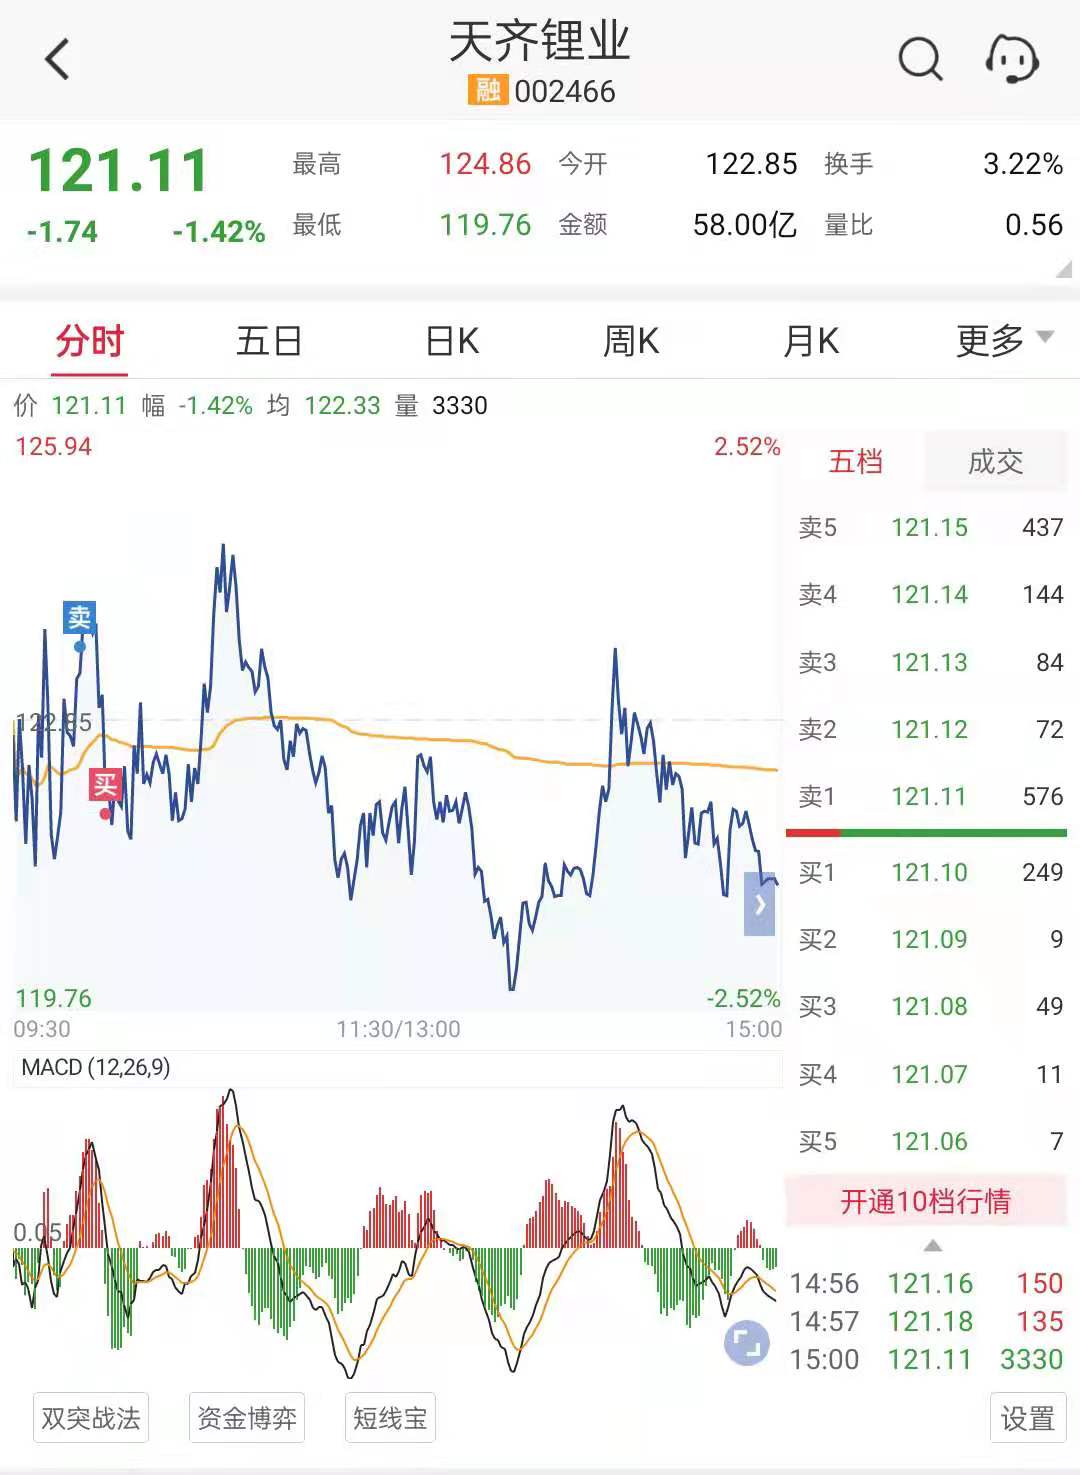 天齐锂业
融 002466
121.11
-1.74 -1.42%
最高 124.86 今开 122.85 换手 3.22%
最低 119.76 金额 58.00亿 量比 0.56
分时 五日 日K 周K 月K 更多
价 121.11 幅 -1.42% 均 122.33 量 3330
125.94 2.52%
卖
122.85
买
119.76 -2.52%
09:30 11:30/13:00 15:00
MACD (12,26,9)
0.05
五档 成交
卖5 121.15 437
卖4 121.14 144
卖3 121.13 84
卖2 121.12 72
卖1 121.11 576
买1 121.10 249
买2 121.09 9
买3 121.08 49
买4 121.07 11
买5 121.06 7
开通10档行情
14:56 121.16 150
14:57 121.18 135
15:00 121.11 3330
双突战法 资金博弈 短线宝 设置